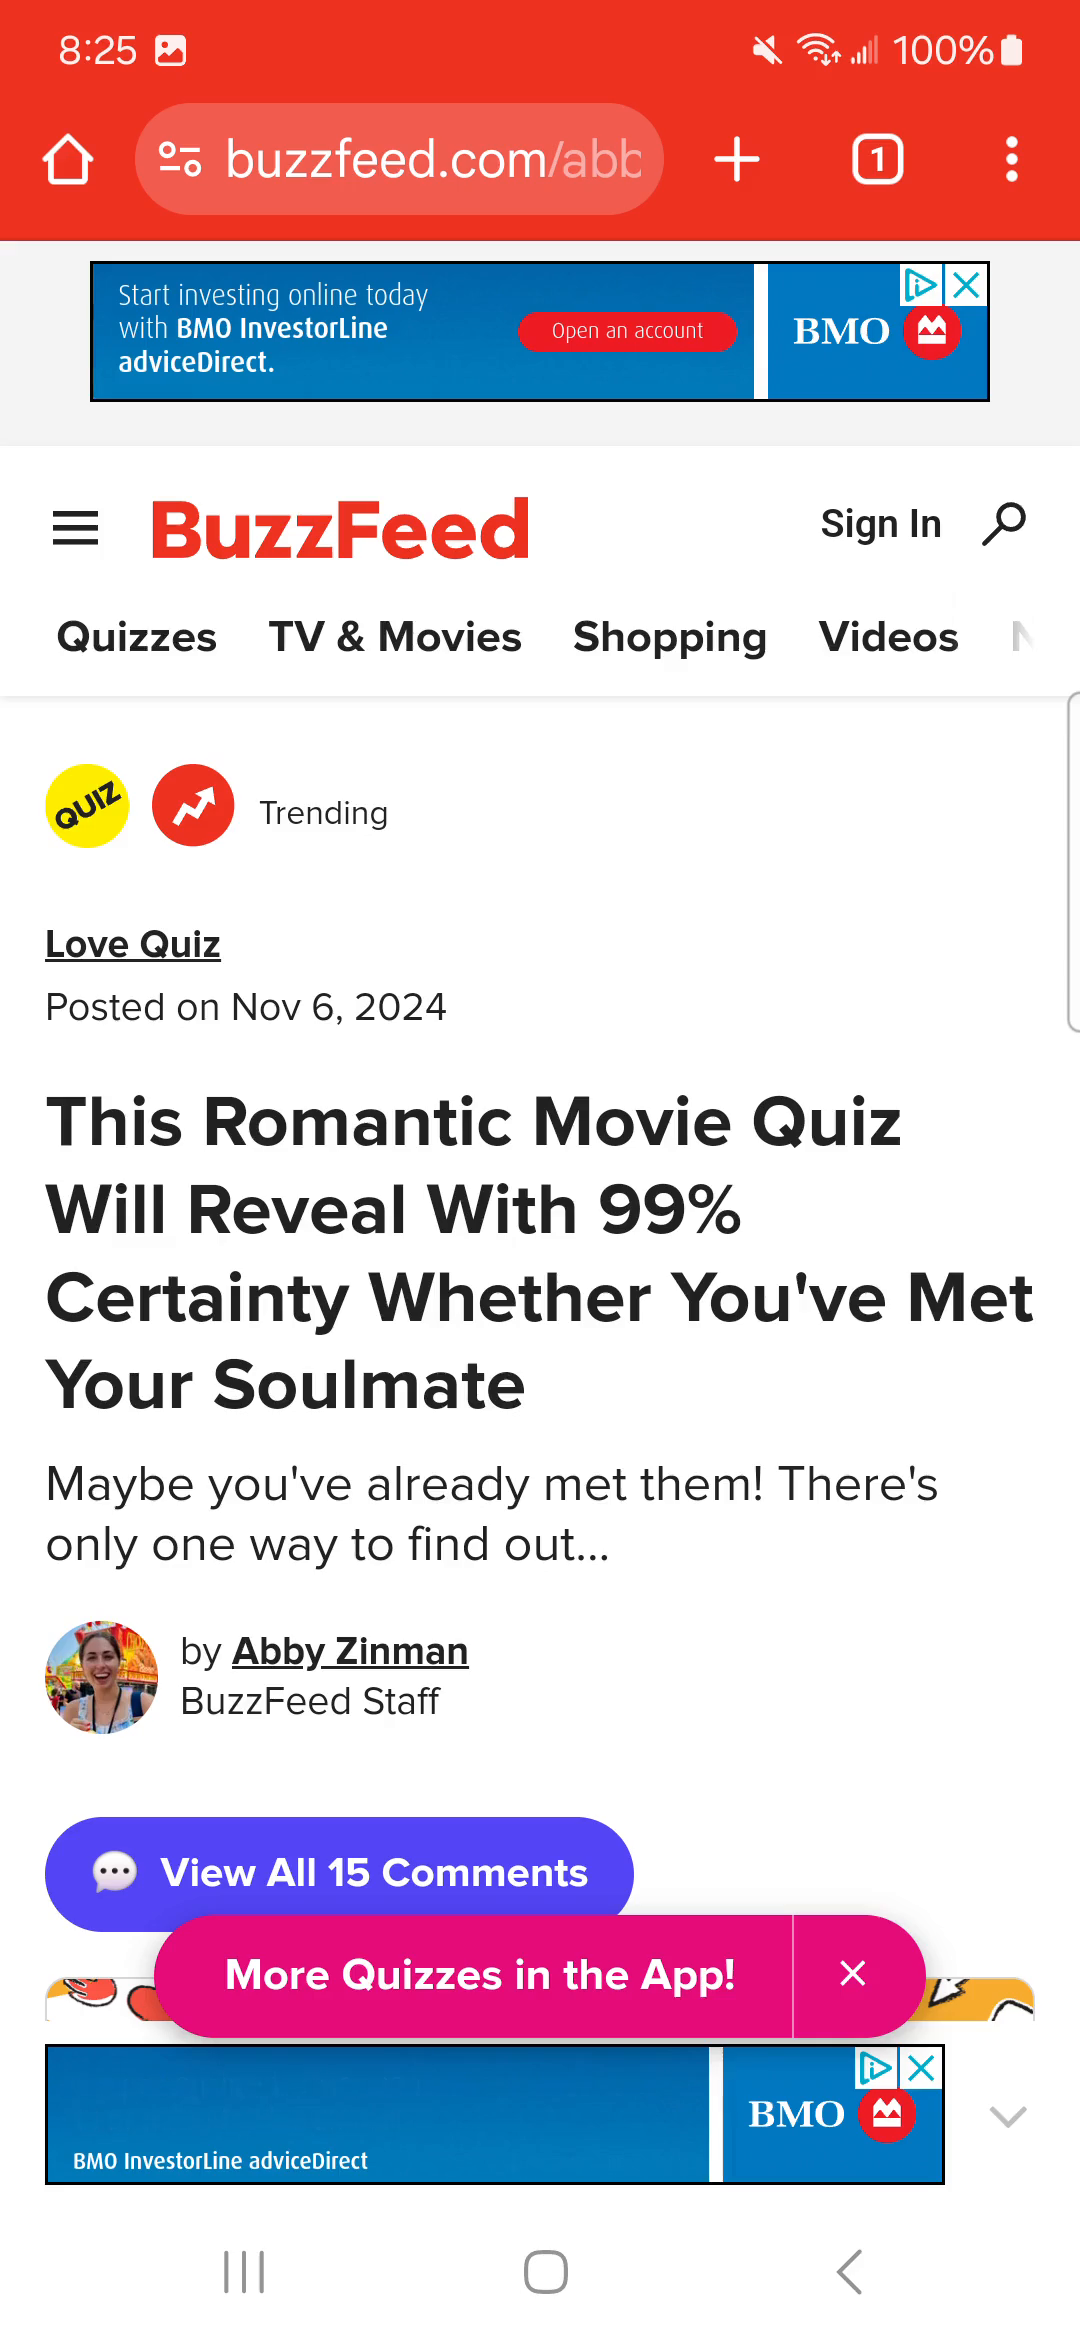 8:25 100%
buzzfeed.com/abb
1
Start investing online today
with BMO InvestorLine
adviceDirect.
Open an account
BMO
BuzzFeed
Sign In
Quizzes TV & Movies Shopping Videos
QUIZ
Trending
Love Quiz
Posted on Nov 6, 2024
This Romantic Movie Quiz
Will Reveal With 99%
Certainty Whether You've Met
Your Soulmate
Maybe you've already met them! There's
only one way to find out...
by Abby Zinman
BuzzFeed Staff
View All 15 Comments
More Quizzes in the App!
BMO
BMO InvestorLine adviceDirect